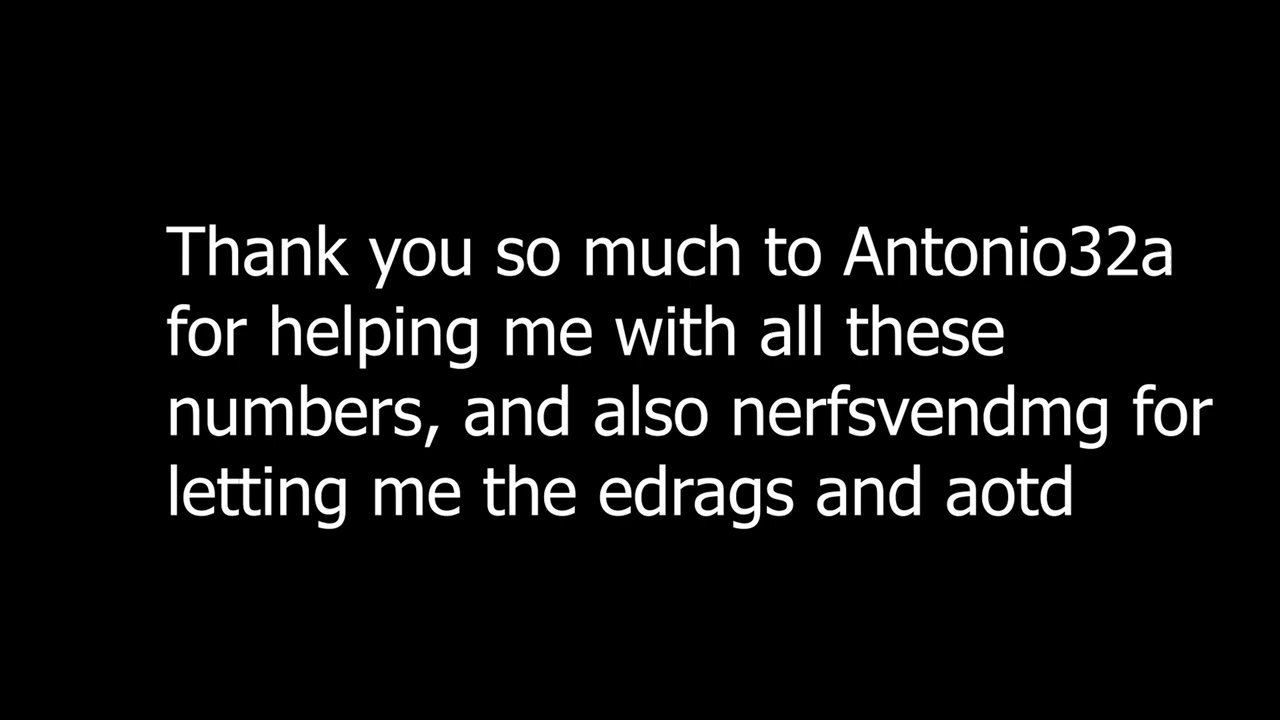 Thank you so much to Antonio32a
for helping me with all these
numbers, and also nerfsvendmg for
letting me the edrags and aotd